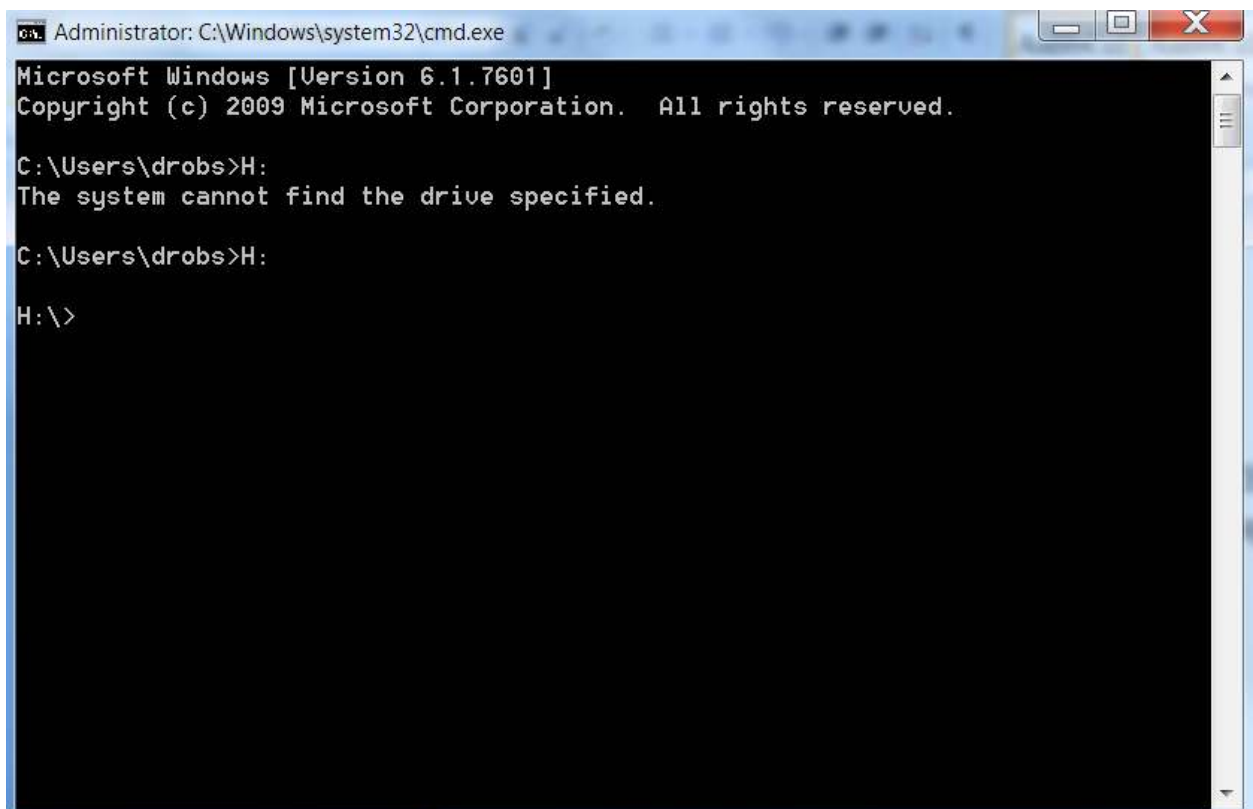 Administrator: C:\Windows\system32\cmd.exe
Microsoft Windows [Version 6.1.7601]
Copyright (c) 2009 Microsoft Corporation.  All rights reserved.
C:\Users\drobs>H:
The system cannot find the drive specified.
C:\Users\drobs>H:
H:\>